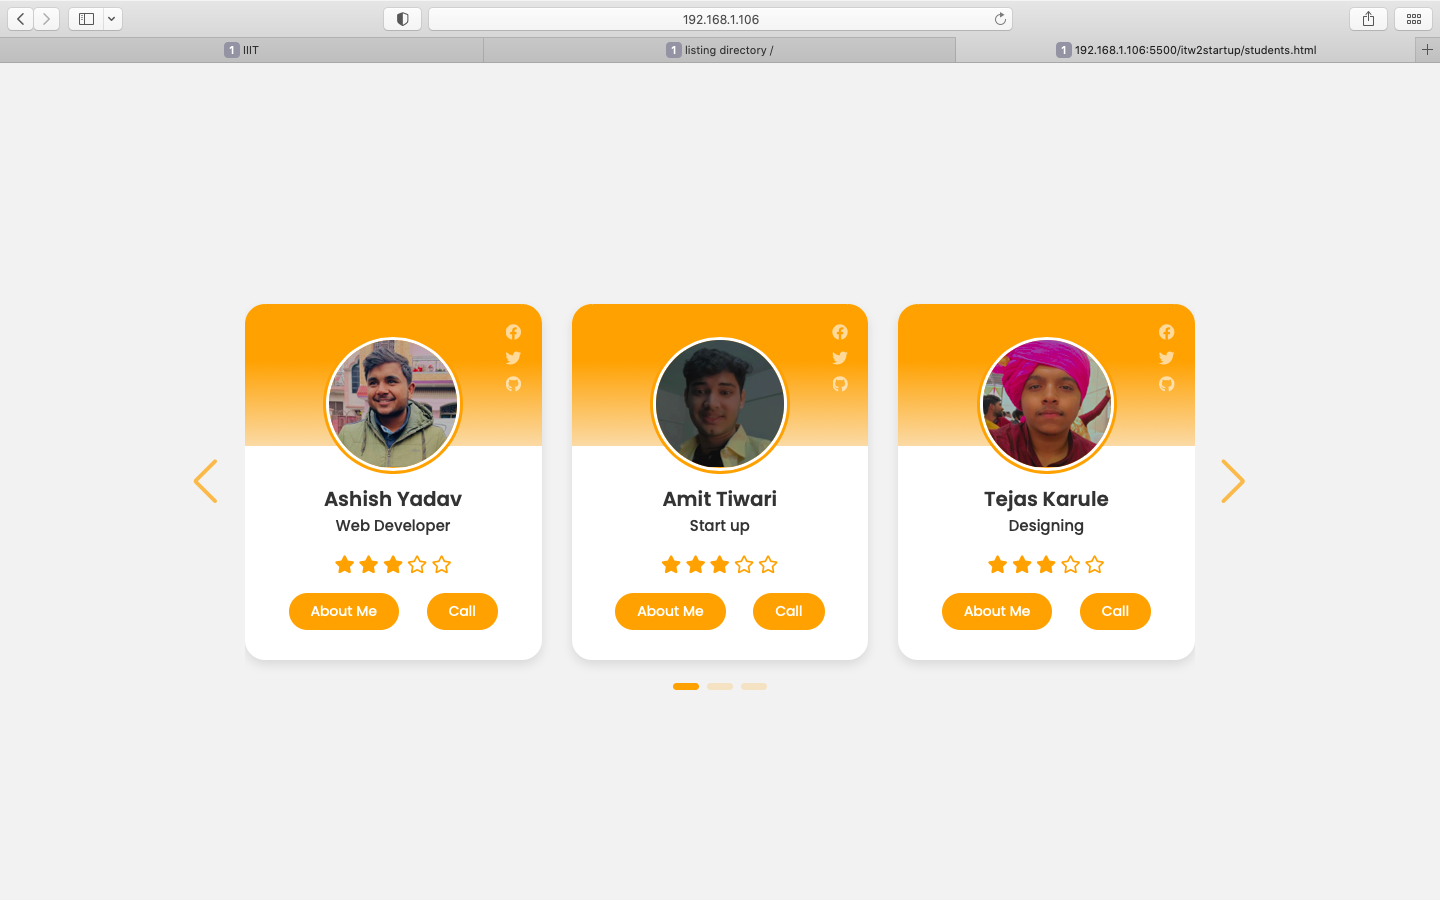 192.168.1.106
1 IIIT
1 listing directory /
1 192.168.1.106:5500/itw2startup/students.html
Ashish Yadav
Web Developer
About Me
Call
Amit Tiwari
Start up
About Me
Call
Tejas Karule
Designing
About Me
Call